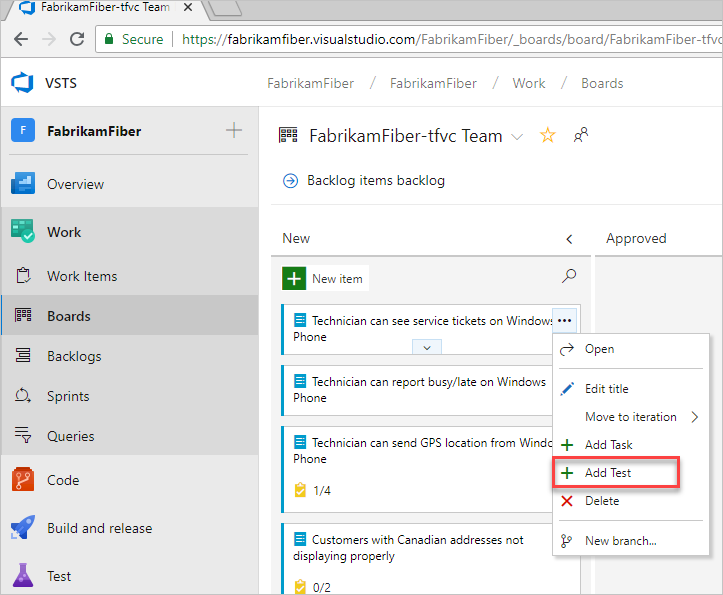 FabrikamFiber-tfvc Team
Secure
https://fabrikamfiber.visualstudio.com/FabrikamFiber/_boards/board/FabrikamFiber-tfvc
VSTS
FabrikamFiber / FabrikamFiber / Work / Boards
F
FabrikamFiber
FabrikamFiber-tfvc Team
Overview
Backlog items backlog
Work
Work Items
Boards
Backlogs
Sprints
Queries
Code
Build and release
Test
New
Approved
New item
Technician can see service tickets on Windows
Phone
Technician can report busy/late on Windows
Phone
Technician can send GPS location from Windo
Phone
1/4
Customers with Canadian addresses not
displaying properly
0/2
Open
Edit title
Move to iteration
Add Task
Add Test
Delete
New branch...